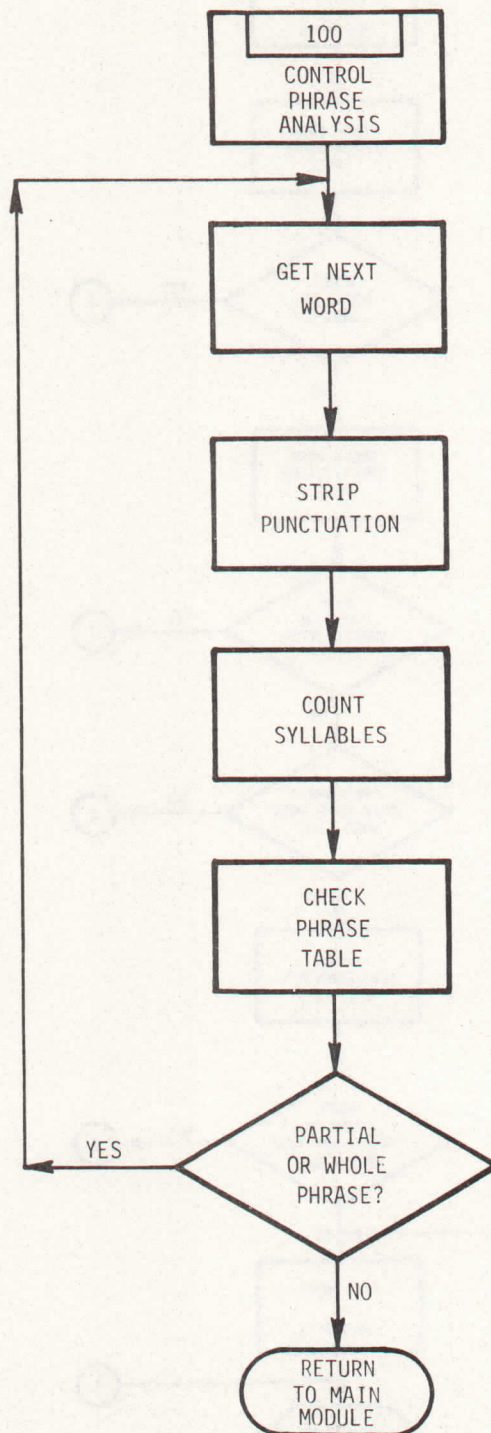 100
CONTROL
PHRASE
ANALYSIS
GET NEXT
WORD
STRIP
PUNCTUATION
COUNT
SYLLABLES
CHECK
PHRASE
TABLE
PARTIAL
OR WHOLE
PHRASE?
YES
NO
RETURN
TO MAIN
MODULE